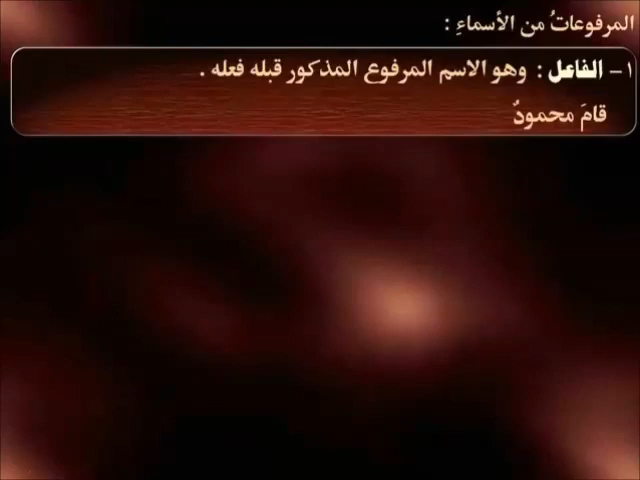 المرفوعاتُ من الأسماءِ :
١ – الفاعل : وهو الاسم المرفوع المذكور قبله فعله .
قامَ محمودٌ